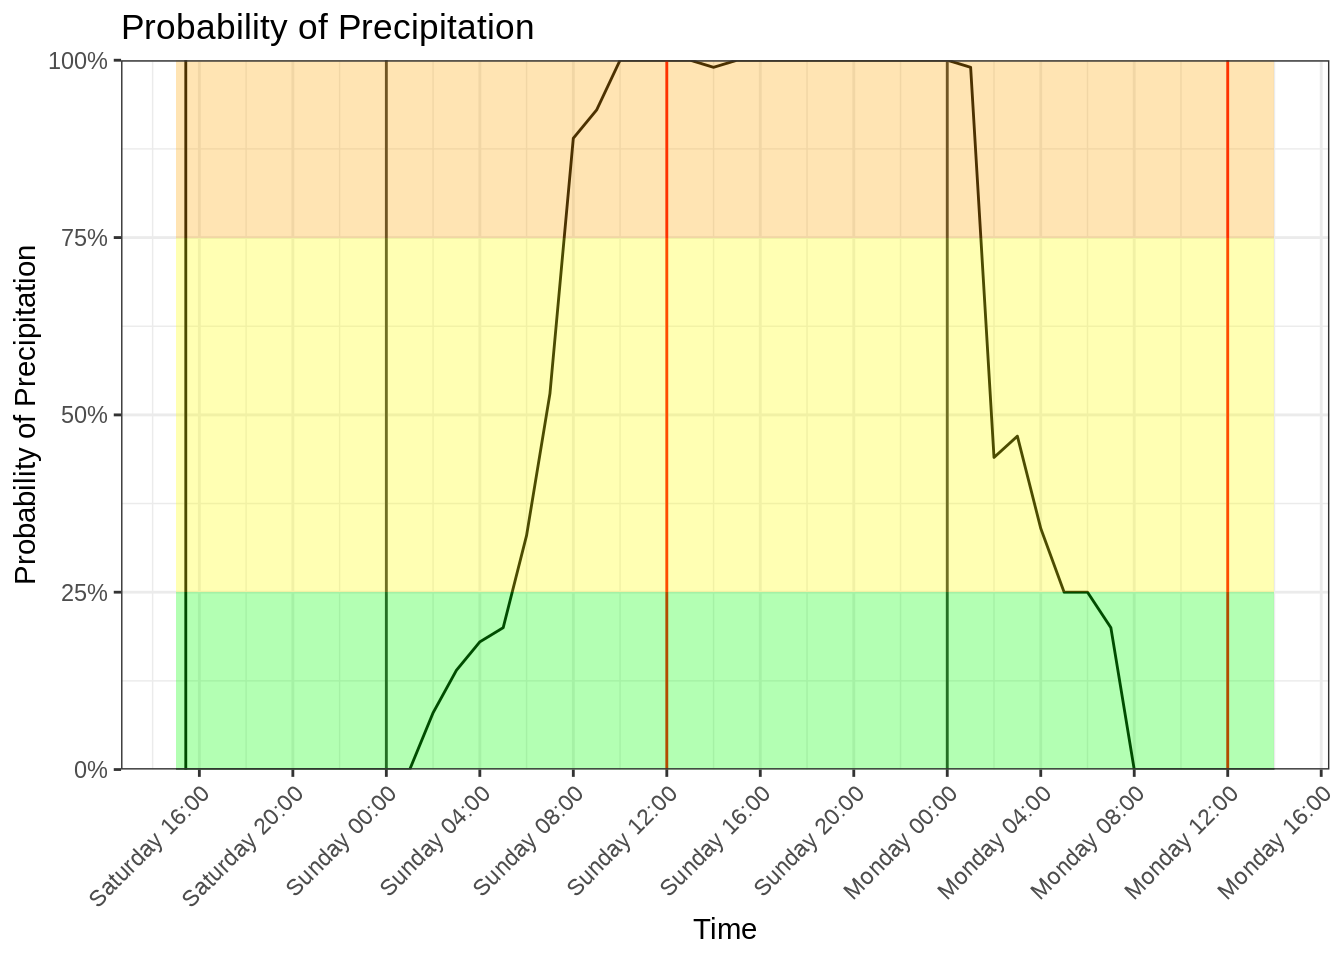 Probability of Precipitation
Probability of Precipitation
100%
75%
50%
25%
0%
Saturday 16:00
Saturday 20:00
Sunday 00:00
Sunday 04:00
Sunday 08:00
Sunday 12:00
Sunday 16:00
Sunday 20:00
Monday 00:00
Monday 04:00
Monday 08:00
Monday 12:00
Monday 16:00
Time